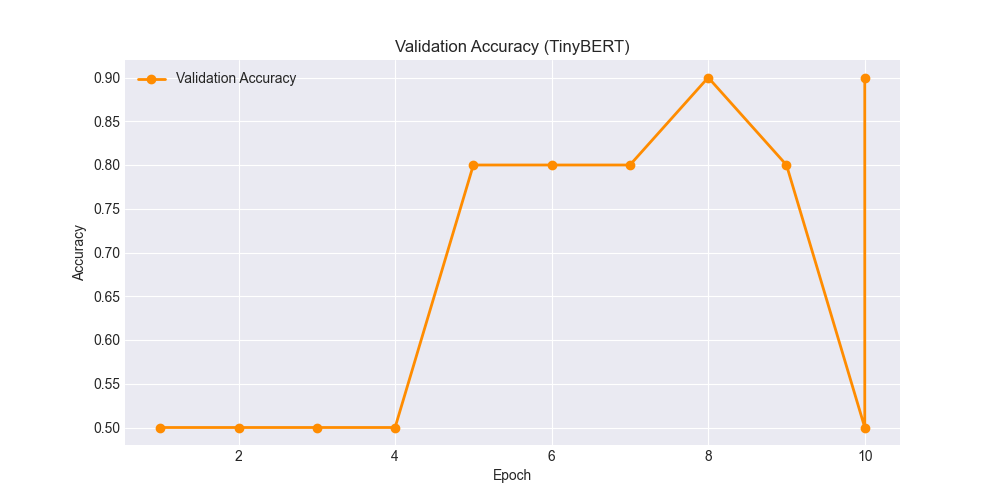 Validation Accuracy (TinyBERT)
Validation Accuracy
0.90
0.85
0.80
0.75
0.70
0.65
0.60
0.55
0.50
Accuracy
2 4 6 8 10
Epoch